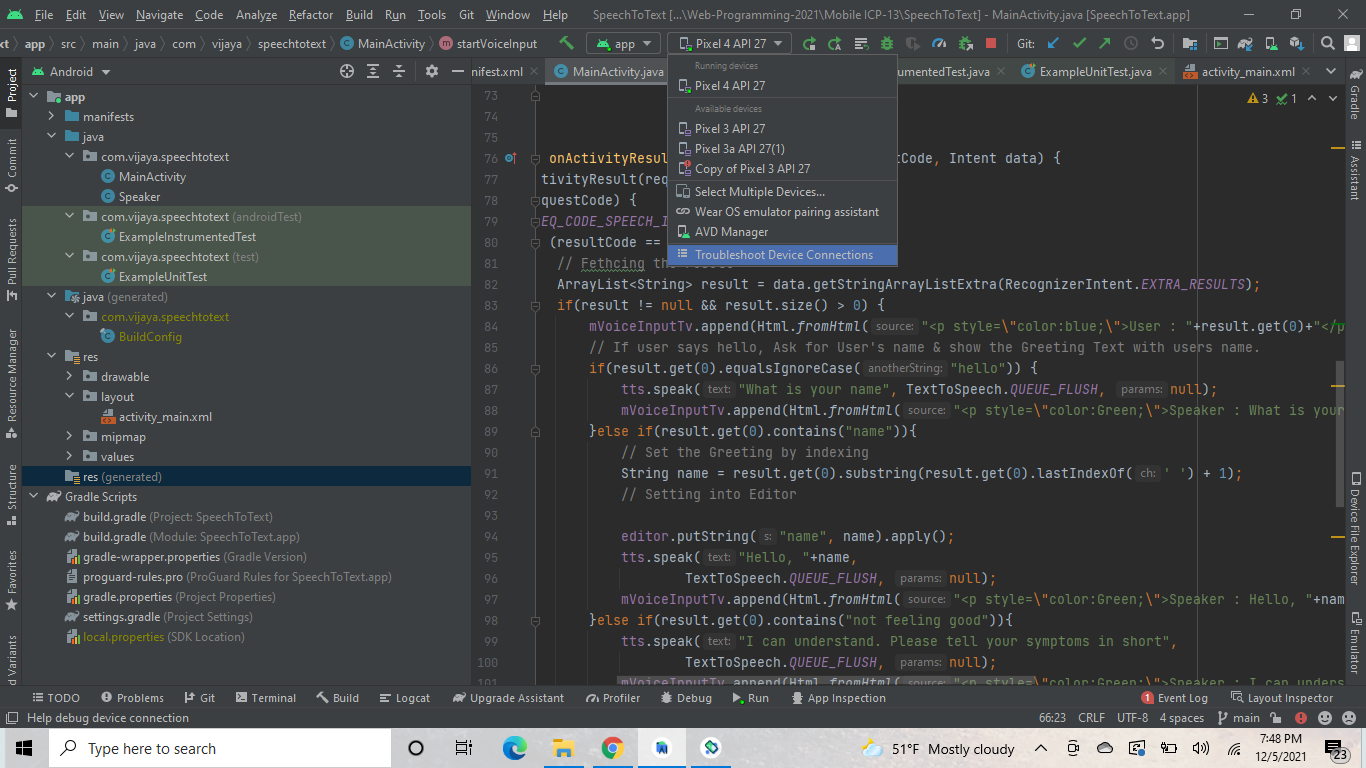 File Edit View Navigate Code Analyze Refactor Build Run Tools Git Window Help SpeechToText [...\Web-Programming-2021\Mobile ICP-13\SpeechToText] - MainActivity.java [SpeechToText.app]
app src main java com vijaya speechtotext MainActivity startVoiceInput app Pixel 4 API 27 Git:
Android nifest.xml MainActivity.java umentedTest.java ExampleUnitTest.java activity_main.xml
Running devices
Pixel 4 API 27
Available devices
Pixel 3 API 27
Pixel 3a API 27(1)
Copy of Pixel 3 API 27
Select Multiple Devices...
Wear OS emulator pairing assistant
AVD Manager
Troubleshoot Device Connections
Project
Commit
Pull Requests
Resource Manager
Structure
Favorites
d Variants
app
manifests
java
com.vijaya.speechtotext
MainActivity
Speaker
com.vijaya.speechtotext (androidTest)
ExampleInstrumentedTest
com.vijaya.speechtotext (test)
ExampleUnitTest
java (generated)
com.vijaya.speechtotext
BuildConfig
res
drawable
layout
activity_main.xml
mipmap
values
res (generated)
Gradle Scripts
build.gradle (Project: SpeechToText)
build.gradle (Module: SpeechToText.app)
gradle-wrapper.properties (Gradle Version)
proguard-rules.pro (ProGuard Rules for SpeechToText.app)
gradle.properties (Project Properties)
settings.gradle (Project Settings)
local.properties (SDK Location)
3 1
73
74
75
76 onActivityResul tCode, Intent data) {
77 tivityResult(req
78 questCode) {
79 EQ_CODE_SPEECH_I
80 (resultCode ==
81 // Fethcing the
82 ArrayList<String> result = data.getStringArrayListExtra(RecognizerIntent.EXTRA_RESULTS);
83 if(result != null && result.size() > 0) {
84 mVoiceInputTv.append(Html.fromHtml( source: "<p style=\"color:blue;\">User : "+result.get(0)+"</p
85 // If user says hello, Ask for User's name & show the Greeting Text with users name.
86 if(result.get(0).equalsIgnoreCase( anotherString: "hello")) {
87 tts.speak( text: "What is your name", TextToSpeech.QUEUE_FLUSH, params: null);
88 mVoiceInputTv.append(Html.fromHtml( source: "<p style=\"color:Green;\">Speaker : What is your
89 }else if(result.get(0).contains("name")){
90 // Set the Greeting by indexing
91 String name = result.get(0).substring(result.get(0).lastIndexOf( ch: ' ') + 1);
92 // Setting into Editor
93
94 editor.putString( s: "name", name).apply();
95 tts.speak( text: "Hello, "+name,
96 TextToSpeech.QUEUE_FLUSH, params: null);
97 mVoiceInputTv.append(Html.fromHtml( source: "<p style=\"color:Green;\">Speaker : Hello, "+nam
98 }else if(result.get(0).contains("not feeling good")){
99 tts.speak( text: "I can understand. Please tell your symptoms in short",
100 TextToSpeech.QUEUE_FLUSH, params: null);
101 mVoiceInputTv.append(Html.fromHtml( source: "<p style=\"color:Green;\">Speaker : I can unders
Gradle
Assistant
Device File Explorer
Emulator
TODO Problems Git Terminal Build Logcat Upgrade Assistant Profiler Debug Run App Inspection 1 Event Log Layout Inspector
Help debug device connection 66:23 CRLF UTF-8 4 spaces main
Type here to search 51°F Mostly cloudy 7:48 PM
12/5/2021 23